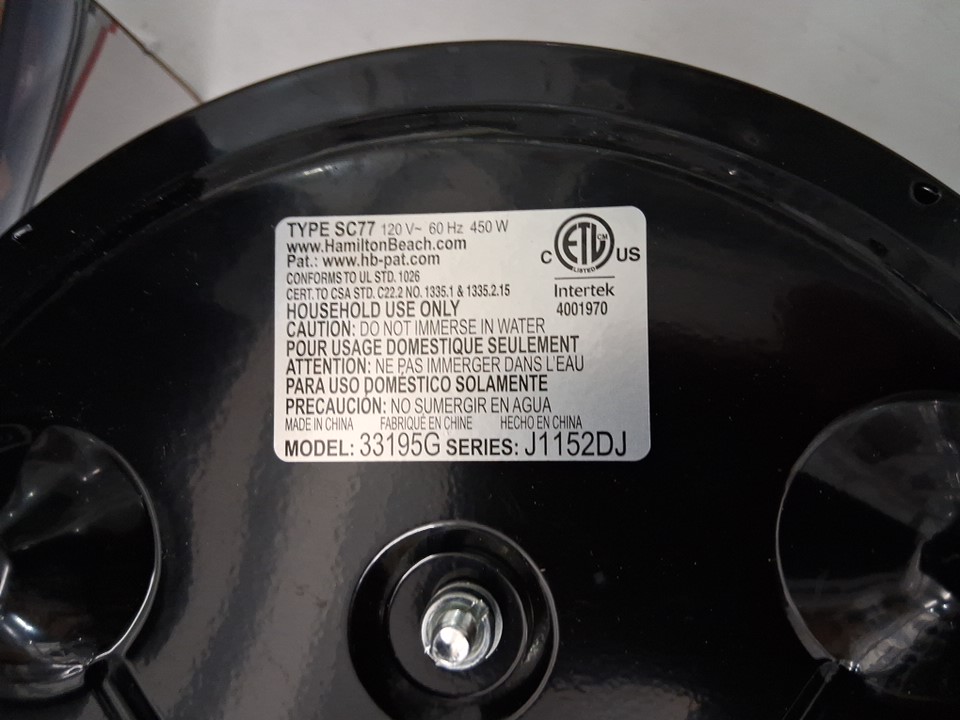 TYPE SC77 120 V~ 60 Hz 450 W
www.HamiltonBeach.com
Pat.: www.hb-pat.com
CONFORMS TO UL STD. 1026
CERT. TO CSA STD. C22.2 NO. 1335.1 & 1335.2.15
HOUSEHOLD USE ONLY
CAUTION: DO NOT IMMERSE IN WATER
POUR USAGE DOMESTIQUE SEULEMENT
ATTENTION: NE PAS IMMERGER DANS L'EAU
PARA USO DOMÉSTICO SOLAMENTE
PRECAUCIÓN: NO SUMERGIR EN AGUA
MADE IN CHINA FABRIQUÉ EN CHINE HECHO EN CHINA
MODEL: 33195G SERIES: J1152DJ
ETL CM
LISTED
C US
Intertek
4001970